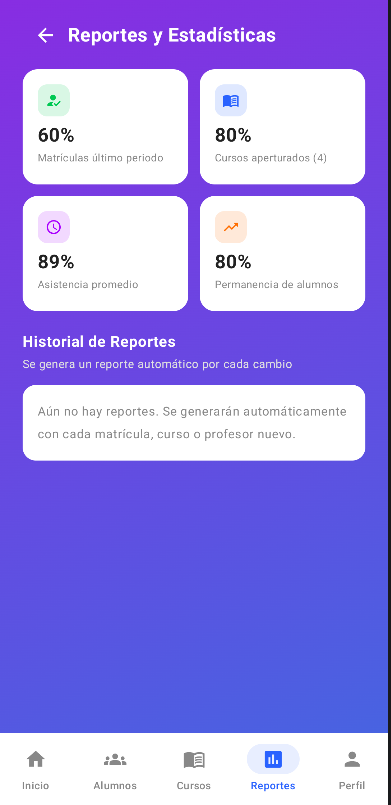 Reportes y Estadísticas
60%
Matriculas último periodo
80%
Cursos aperturados (4)
89%
Asistencia promedio
80%
Permanencia de alumnos
Historial de Reportes
Se genera un reporte automático por cada cambio
Aún no hay reportes. Se generarán automáticamente
con cada matrícula, curso o profesor nuevo.
Inicio
Alumnos
Cursos
Reportes
Perfil